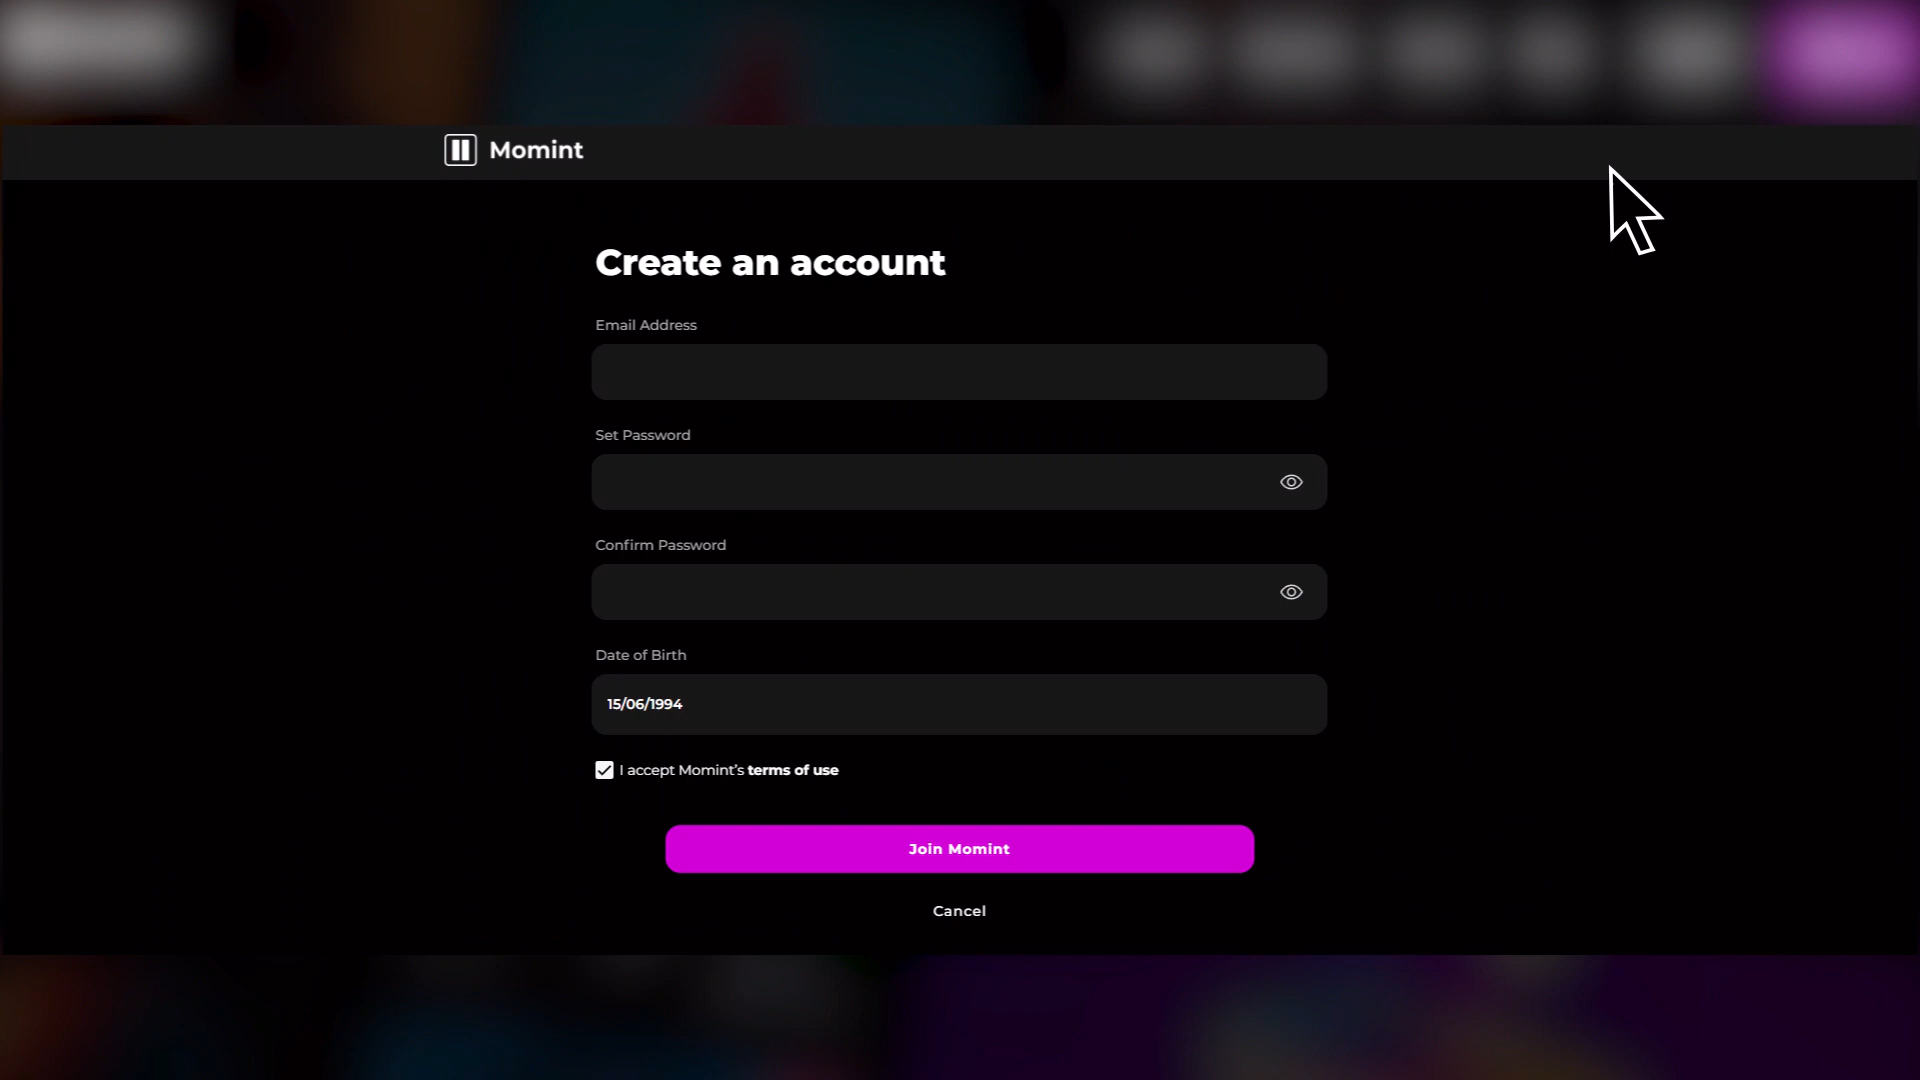 Momint
Create an account
Email Address
Set Password
Confirm Password
Date of Birth
15/06/1994
I accept Momint's terms of use
Join Momint
Cancel